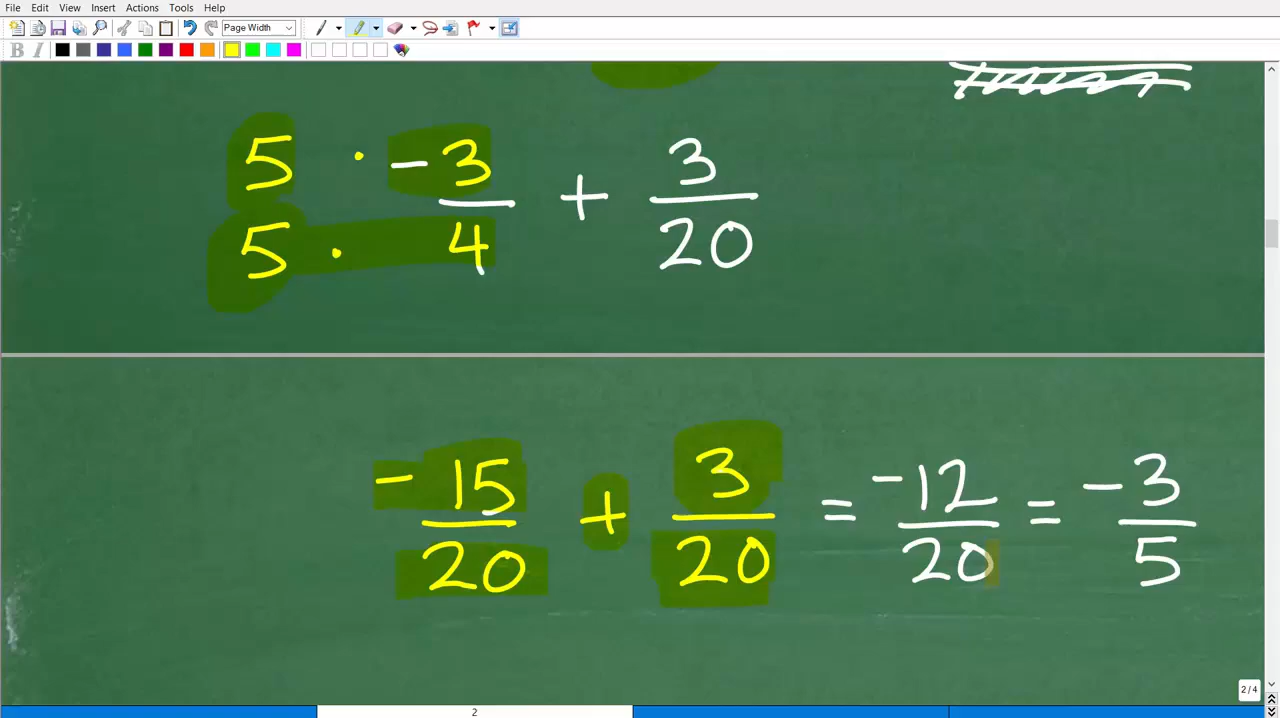 File Edit View Insert Actions Tools Help
Page Width
B I
5 · -3 + 3
5 · 4 20
-15 + 3 = -12 = -3
20 20 20 5
2/4
2